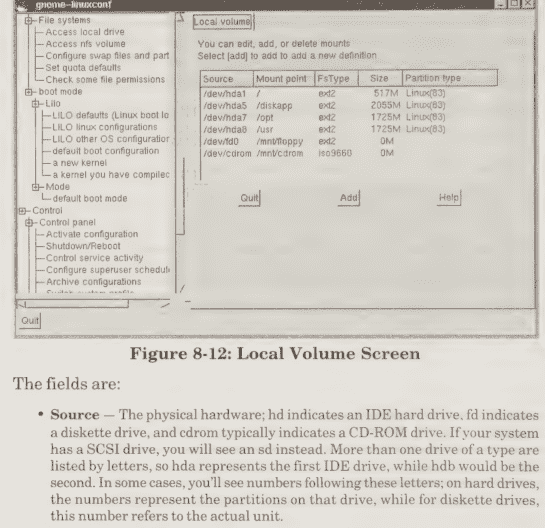 gnome-linuxconf
File systems
Access local drive
Access nfs volume
Configure swap files and part
Set quota defaults
Check some file permissions
boot mode
Lilo
LILO defaults (Linux boot lo
LILO linux configurations
LILO other OS configuration
default boot configuration
a new kernel
a kernel you have compiled
Mode
default boot mode
Control
Control panel
Activate configuration
Shutdown/Reboot
Control service activity
Configure superuser schedule
Archive configurations
Quit
Local volume
You can edit, add, or delete mounts
Select [add] to add to add a new definition
Source Mount point FsType Size Partition type
/dev/hda1 / ext2 517M Linux(83)
/dev/hda5 /diskapp ext2 2055M Linux(83)
/dev/hda7 /opt ext2 1725M Linux(83)
/dev/hda8 /usr ext2 1725M Linux(83)
/dev/fd0 /mnt/floppy ext2 0M
/dev/cdrom /mnt/cdrom iso9660 0M
Quit Add Help
Figure 8-12: Local Volume Screen
The fields are:
• Source — The physical hardware; hd indicates an IDE hard drive, fd indicates
a diskette drive, and cdrom typically indicates a CD-ROM drive. If your system
has a SCSI drive, you will see an sd instead. More than one drive of a type are
listed by letters, so hda represents the first IDE drive, while hdb would be the
second. In some cases, you'll see numbers following these letters; on hard drives,
the numbers represent the partitions on that drive, while for diskette drives,
this number refers to the actual unit.